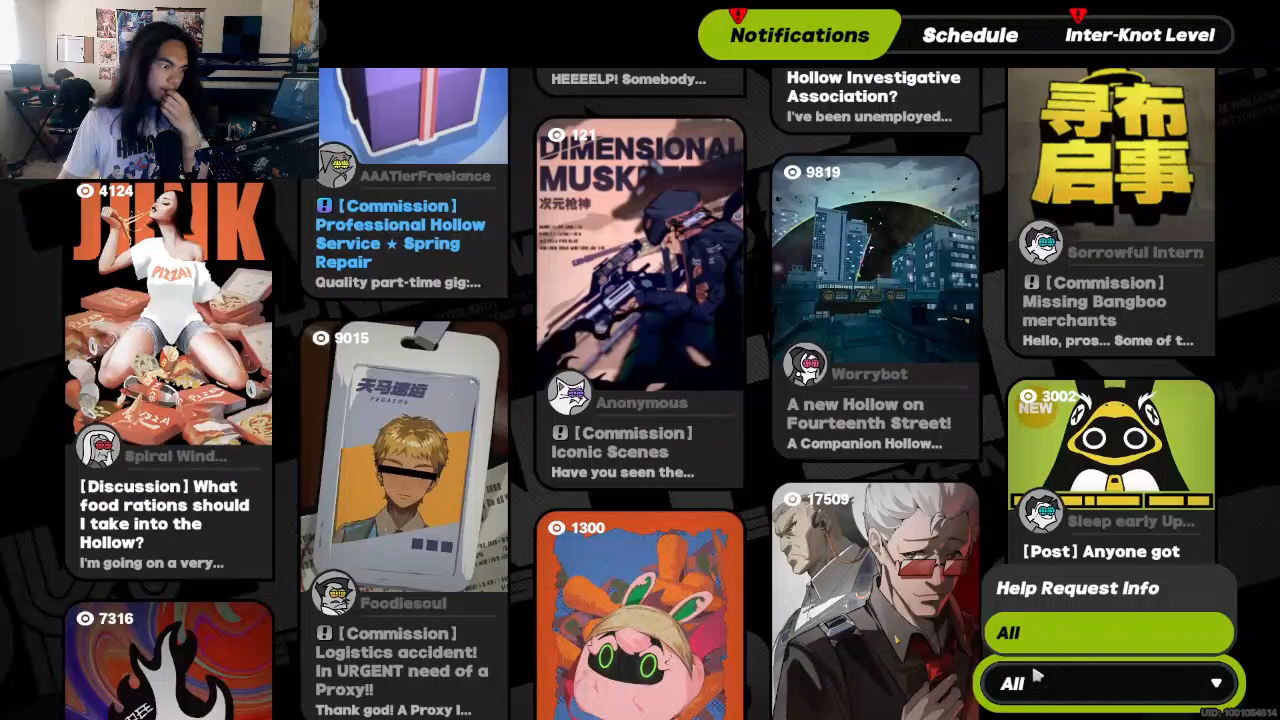 Notifications
Schedule
Inter-Knot Level
4124
JUNK
PIZZA!
Spiral Wind...
[Discussion] What
food rations should
I take into the
Hollow?
I'm going on a very...
7316
AAATierFreelance
[Commission]
Professional Hollow
Service ★ Spring
Repair
Quality part-time gig:...
9015
天马速运
PEGASUS
Foodiesoul
[Commission]
Logistics accident!
In URGENT need of a
Proxy!!
Thank god! A Proxy I...
HEEEELP! Somebody...
121
DIMENSIONAL
次元枪神
Anonymous
[Commission]
Iconic Scenes
Have you seen the...
1300
Hollow Investigative
Association?
I've been unemployed...
9819
Worrybot
A new Hollow on
Fourteenth Street!
A Companion Hollow...
17509
寻布
启事
Sorrowful Intern
[Commission]
Missing Bangboo
merchants
Hello, pros... Some of t...
3002
NEW
Sleep early Up...
[Post] Anyone got
Help Request Info
All
All
UID: 1001054614